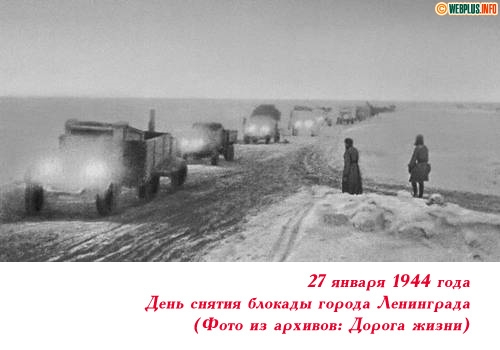 © WEBPLUS.INFO
27 января 1944 года
День снятия блокады города Ленинграда
(Фото из архивов: Дорога жизни)